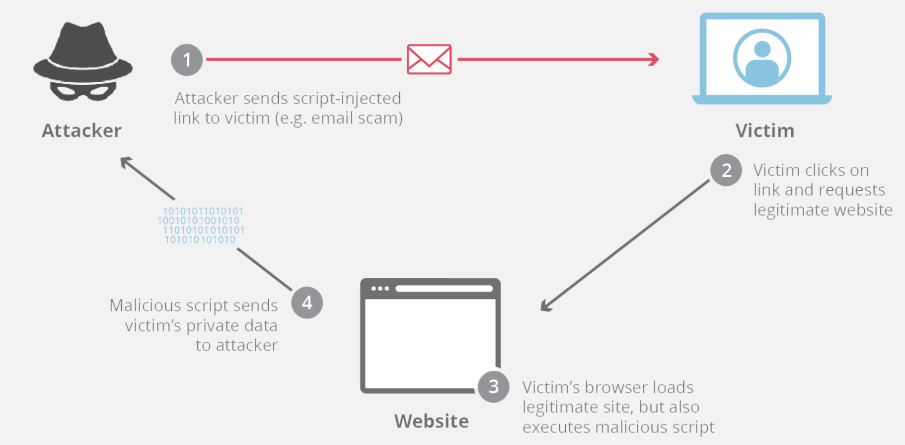 1
Attacker sends script-injected
link to victim (e.g. email scam)
Attacker
Victim
2
Victim clicks on
link and requests
legitimate website
10101011010101
10010101001010
11010101010101
101010101010
4
Malicious script sends
victim's private data
to attacker
3
Victim's browser loads
legitimate site, but also
executes malicious script
Website